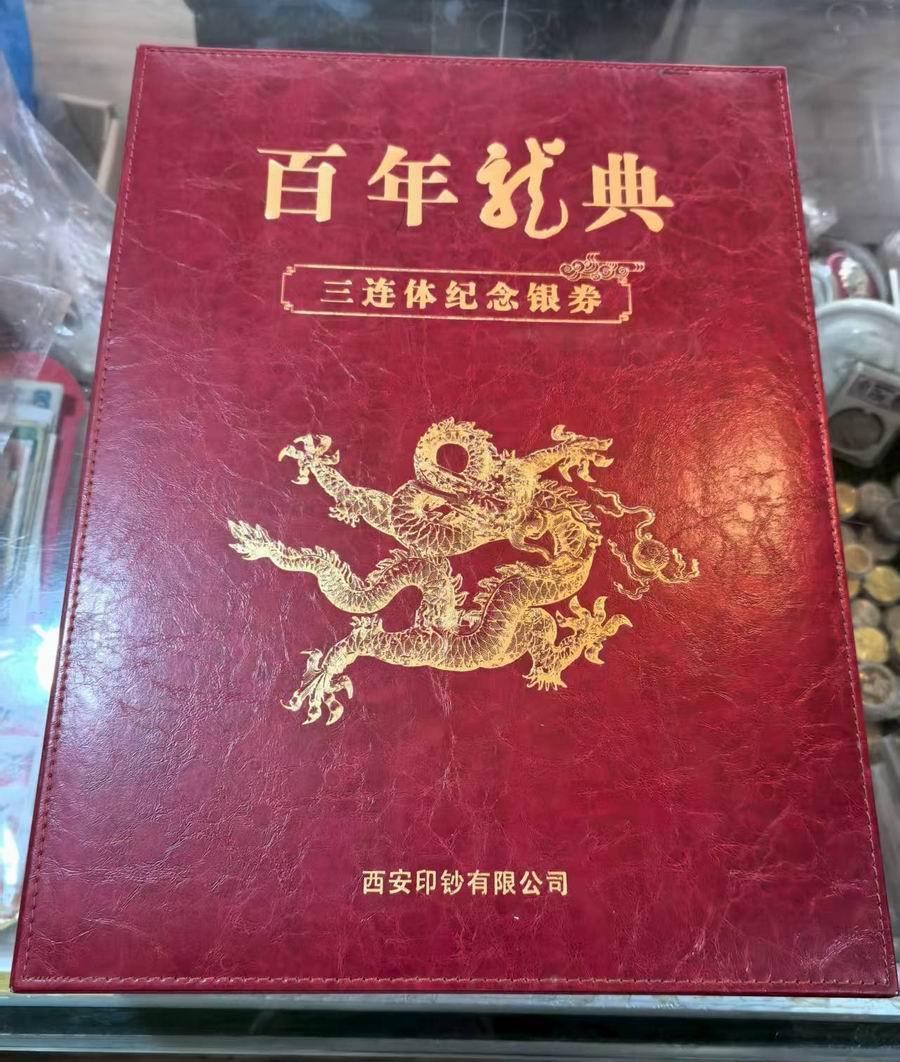 百年龙典
三连体纪念银券
西安印钞有限公司